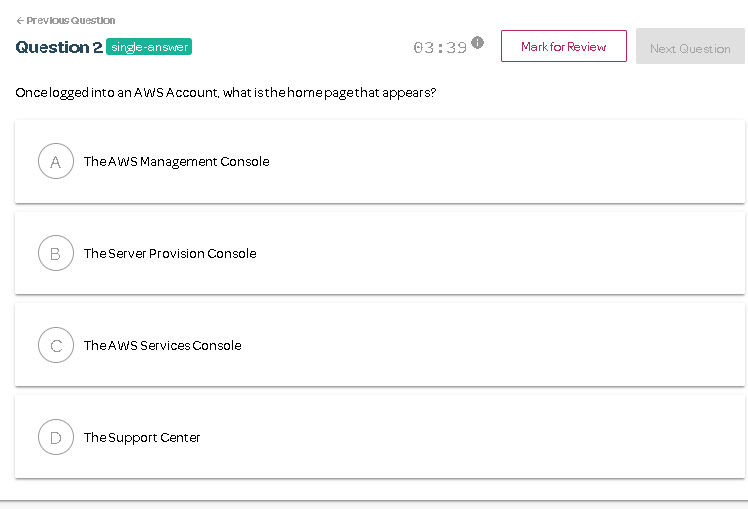 ← Previous Question
Question 2 single-answer 03:39 i Mark for Review Next Question
Once logged into an AWS Account, what is the home page that appears?
A The AWS Management Console
B The Server Provision Console
C The AWS Services Console
D The Support Center